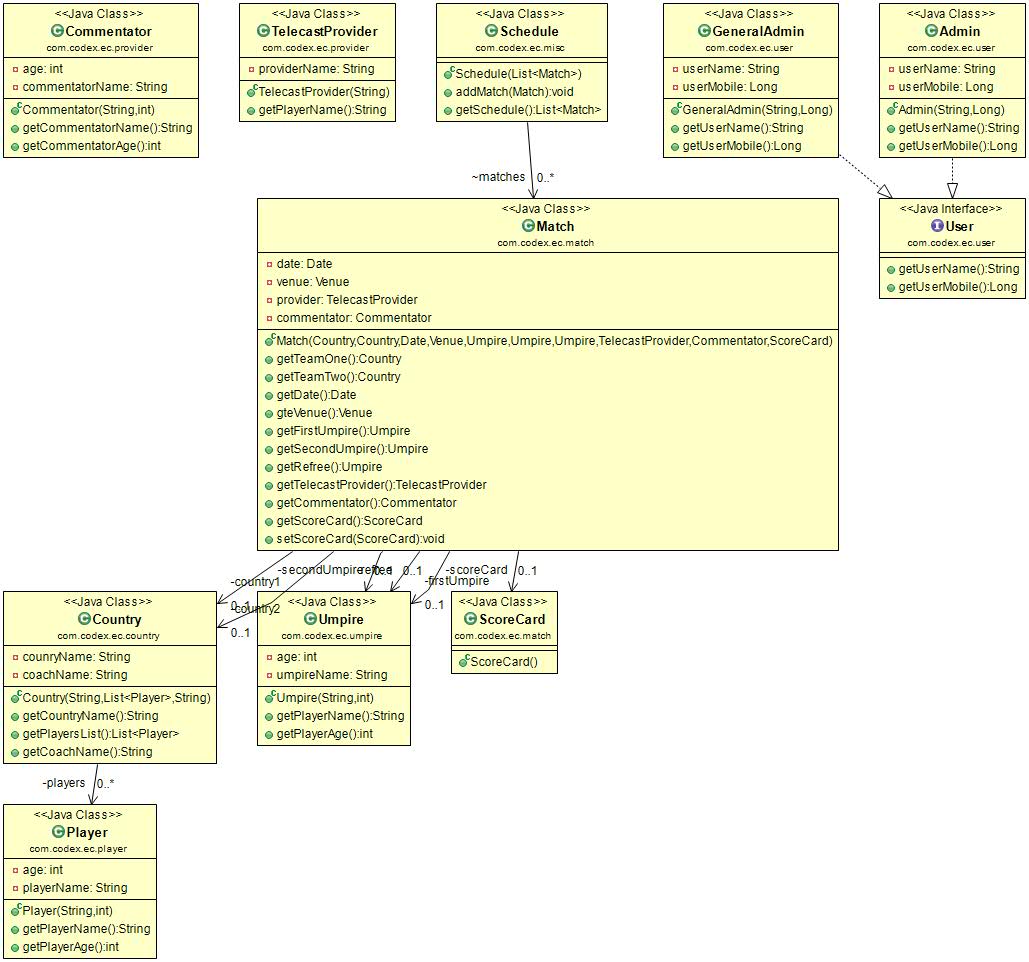 <<Java Class>>
Commentator
com.codex.ec.provider
age: int
commentatorName: String
Commentator(String,int)
getCommentatorName():String
getCommentatorAge():int
<<Java Class>>
TelecastProvider
com.codex.ec.provider
providerName: String
TelecastProvider(String)
getPlayerName():String
<<Java Class>>
Schedule
com.codex.ec.misc
Schedule(List<Match>)
addMatch(Match):void
getSchedule():List<Match>
<<Java Class>>
GeneralAdmin
com.codex.ec.user
userName: String
userMobile: Long
GeneralAdmin(String,Long)
getUserName():String
getUserMobile():Long
<<Java Class>>
Admin
com.codex.ec.user
userName: String
userMobile: Long
Admin(String,Long)
getUserName():String
getUserMobile():Long
~matches 0..*
<<Java Class>>
Match
com.codex.ec.match
date: Date
venue: Venue
provider: TelecastProvider
commentator: Commentator
Match(Country,Country,Date,Venue,Umpire,Umpire,Umpire,TelecastProvider,Commentator,ScoreCard)
getTeamOne():Country
getTeamTwo():Country
getDate():Date
gteVenue():Venue
getFirstUmpire():Umpire
getSecondUmpire():Umpire
getRefree():Umpire
getTelecastProvider():TelecastProvider
getCommentator():Commentator
getScoreCard():ScoreCard
setScoreCard(ScoreCard):void
<<Java Interface>>
User
com.codex.ec.user
getUserName():String
getUserMobile():Long
-secondUmpire
-refree
0..1
0..1
-scoreCard
0..1
-country1
0..1
-firstUmpire
0..1
-country2
0..1
<<Java Class>>
Country
com.codex.ec.country
counryName: String
coachName: String
Country(String,List<Player>,String)
getCountryName():String
getPlayersList():List<Player>
getCoachName():String
<<Java Class>>
Umpire
com.codex.ec.umpire
age: int
umpireName: String
Umpire(String,int)
getPlayerName():String
getPlayerAge():int
<<Java Class>>
ScoreCard
com.codex.ec.match
ScoreCard()
-players 0..*
<<Java Class>>
Player
com.codex.ec.player
age: int
playerName: String
Player(String,int)
getPlayerName():String
getPlayerAge():int